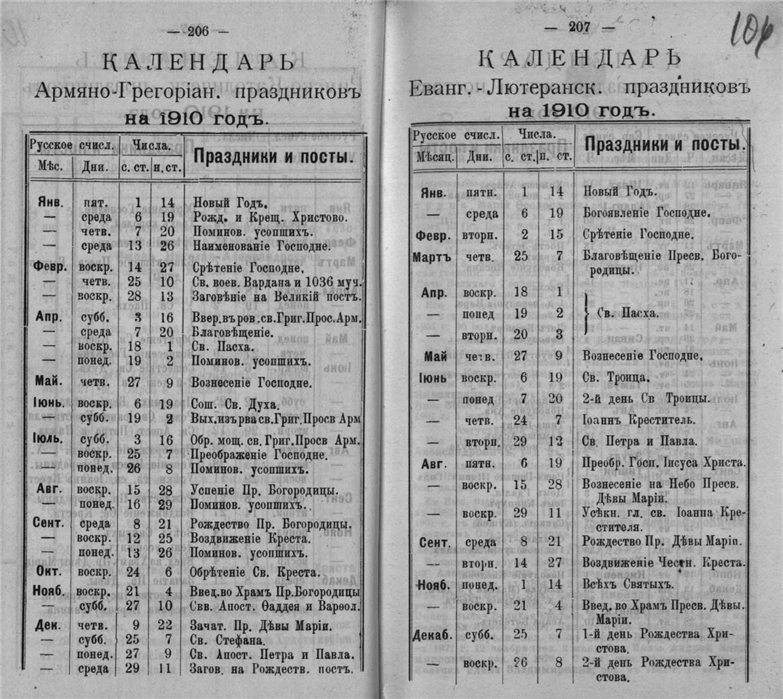 — 206 —
КАЛЕНДАРЬ
Армяно-Грегоріан. праздниковъ
на 1910 годъ.
Русское счисл. Числа. Праздники и посты.
Мѣс. Дни. с. ст. н. ст.
Янв. пят. 1 14 Новый Годъ.
— среда 6 19 Рожд. и Крещ. Христово.
— четв. 7 20 Поминов. усопшихъ.
— среда 13 26 Наименованіе Господне.
Февр. воскр. 14 27 Срѣтеніе Господне.
— четв. 25 10 Св. воев. Вардана и 1036 муч.
— воскр. 28 13 Заговѣніе на Великій постъ.
Апр. субб. 3 16 Ввер. въ ров. св. Григ. Прос. Арм.
— среда 7 20 Благовѣщеніе.
— воскр. 18 1 Св. Пасха.
— понед. 19 2 Поминов. усопшихъ.
Май. четв. 27 9 Вознесеніе Господне.
Іюнь. воскр. 6 19 Сош. Св. Духа.
— субб. 19 2 Вых. изъ рва св. Григ. Просв Арм
Іюль. субб. 3 16 Обр. мощ. св. Григ. Просв Арм.
— воскр. 25 7 Преображеніе Господне.
— понед. 26 8 Поминов. усопшихъ.
Авг. воскр. 15 28 Успеніе Пр. Богородицы.
— понед. 16 29 Поминов. усопшихъ.
Сент. среда 8 21 Рождество Пр. Богородицы.
— воскр. 12 25 Воздвиженіе Креста.
— понед. 13 26 Поминов. усопшихъ.
Окт. воскр. 24 6 Обрѣтеніе Св. Креста.
Нояб. воскр. 21 4 Введ. во Храмъ Пр. Богородицы
— субб. 27 10 Свв. Апост. Ѳаддея и Варѳол.
Дек. четв. 9 22 Зачат. Пр. Дѣвы Маріи.
— субб. 25 7 Св. Стефана.
— понед. 27 9 Св. Апост. Петра и Павла.
— среда 29 11 Загов. на Рождеств. постъ.
— 207 —
106
КАЛЕНДАРЬ
Еванг.-Лютеранск. праздниковъ
на 1910 годъ.
Русское счисл. Числа. Праздники и посты.
Мѣсяц. Дни. с. ст. н. ст.
Янв. пятн. 1 14 Новый Годъ.
— среда 6 19 Богоявленіе Господне.
Февр. вторн. 2 15 Срѣтеніе Господне.
Мартъ четв. 25 7 Благовѣщеніе Пресв. Бого-
родицы.
Апр. воскр. 18 1
— понед 19 2 Св. Пасха.
— вторн. 20 3
Май четв. 27 9 Вознесеніе Господне.
Іюнь воскр. 6 19 Св. Троица.
— понед 7 20 2-й день Св Троицы.
— четв. 24 7 Іоаннъ Креститель.
— вторн. 29 12 Св. Петра и Павла.
Авг. пятн. 6 19 Преобр. Госп. Іисуса Христа.
— воскр. 15 28 Вознесеніе на Небо Пресв.
Дѣвы Маріи.
— воскр. 29 11 Усѣкн. гл. св. Іоанна Кре-
стителя.
Сент. среда 8 21 Рождество Пр. Дѣвы Маріи.
— вторн. 14 27 Воздвиженіе Честн. Креста.
Нояб. понед. 1 14 Всѣхъ Святыхъ.
— воскр. 21 4 Введ. во Храмъ Пресв. Дѣвы.
Маріи.
Декаб. субб. 25 7 1-й день Рождества Хри-
стова.
— воскр. 26 8 2-й день Рождества Хри-
стова.